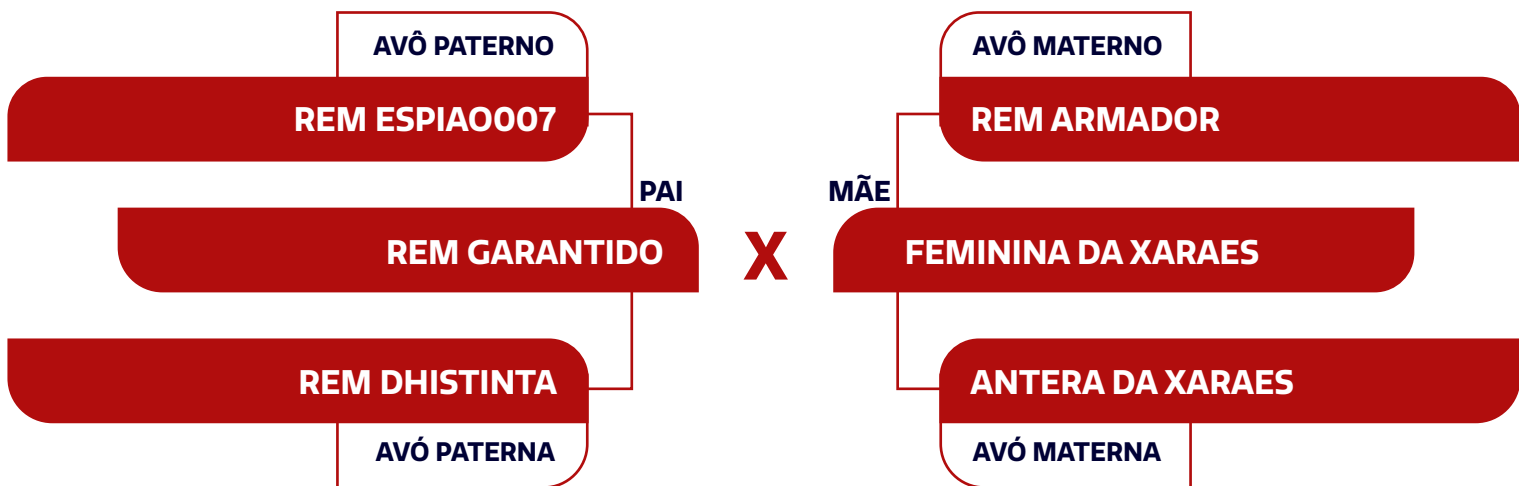 AVÔ PATERNO
REM ESPIAO007
PAI
REM GARANTIDO
REM DHISTINTA
AVÓ PATERNA
X
AVÔ MATERNO
REM ARMADOR
MÃE
FEMININA DA XARAES
ANTERA DA XARAES
AVÓ MATERNA